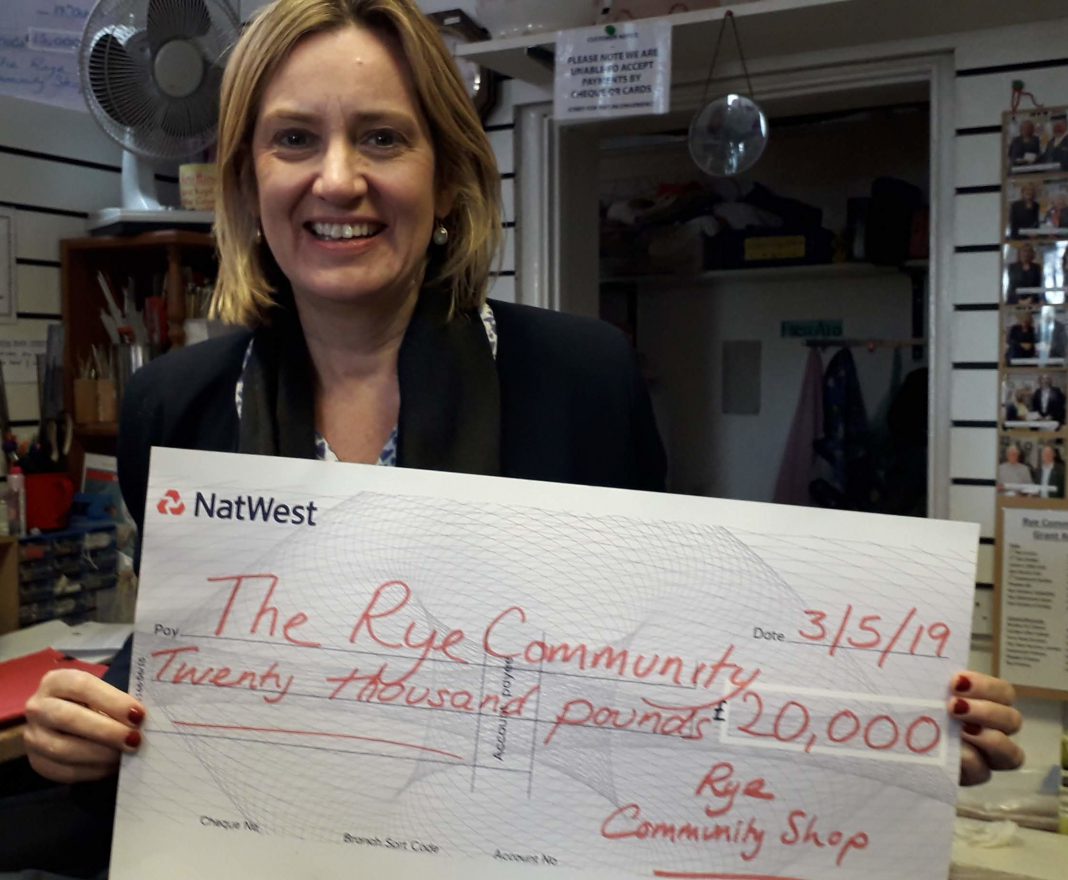 PLEASE NOTE WE ARE
UNABLE TO ACCEPT
PAYMENTS BY
CHEQUE OR CARDS
NatWest
Date 3/5/19
Pay The Rye Community
Twenty thousand pounds £ 20,000
Account payee
Rye
Community Shop
Cheque No.
Branch Sort Code
Account No